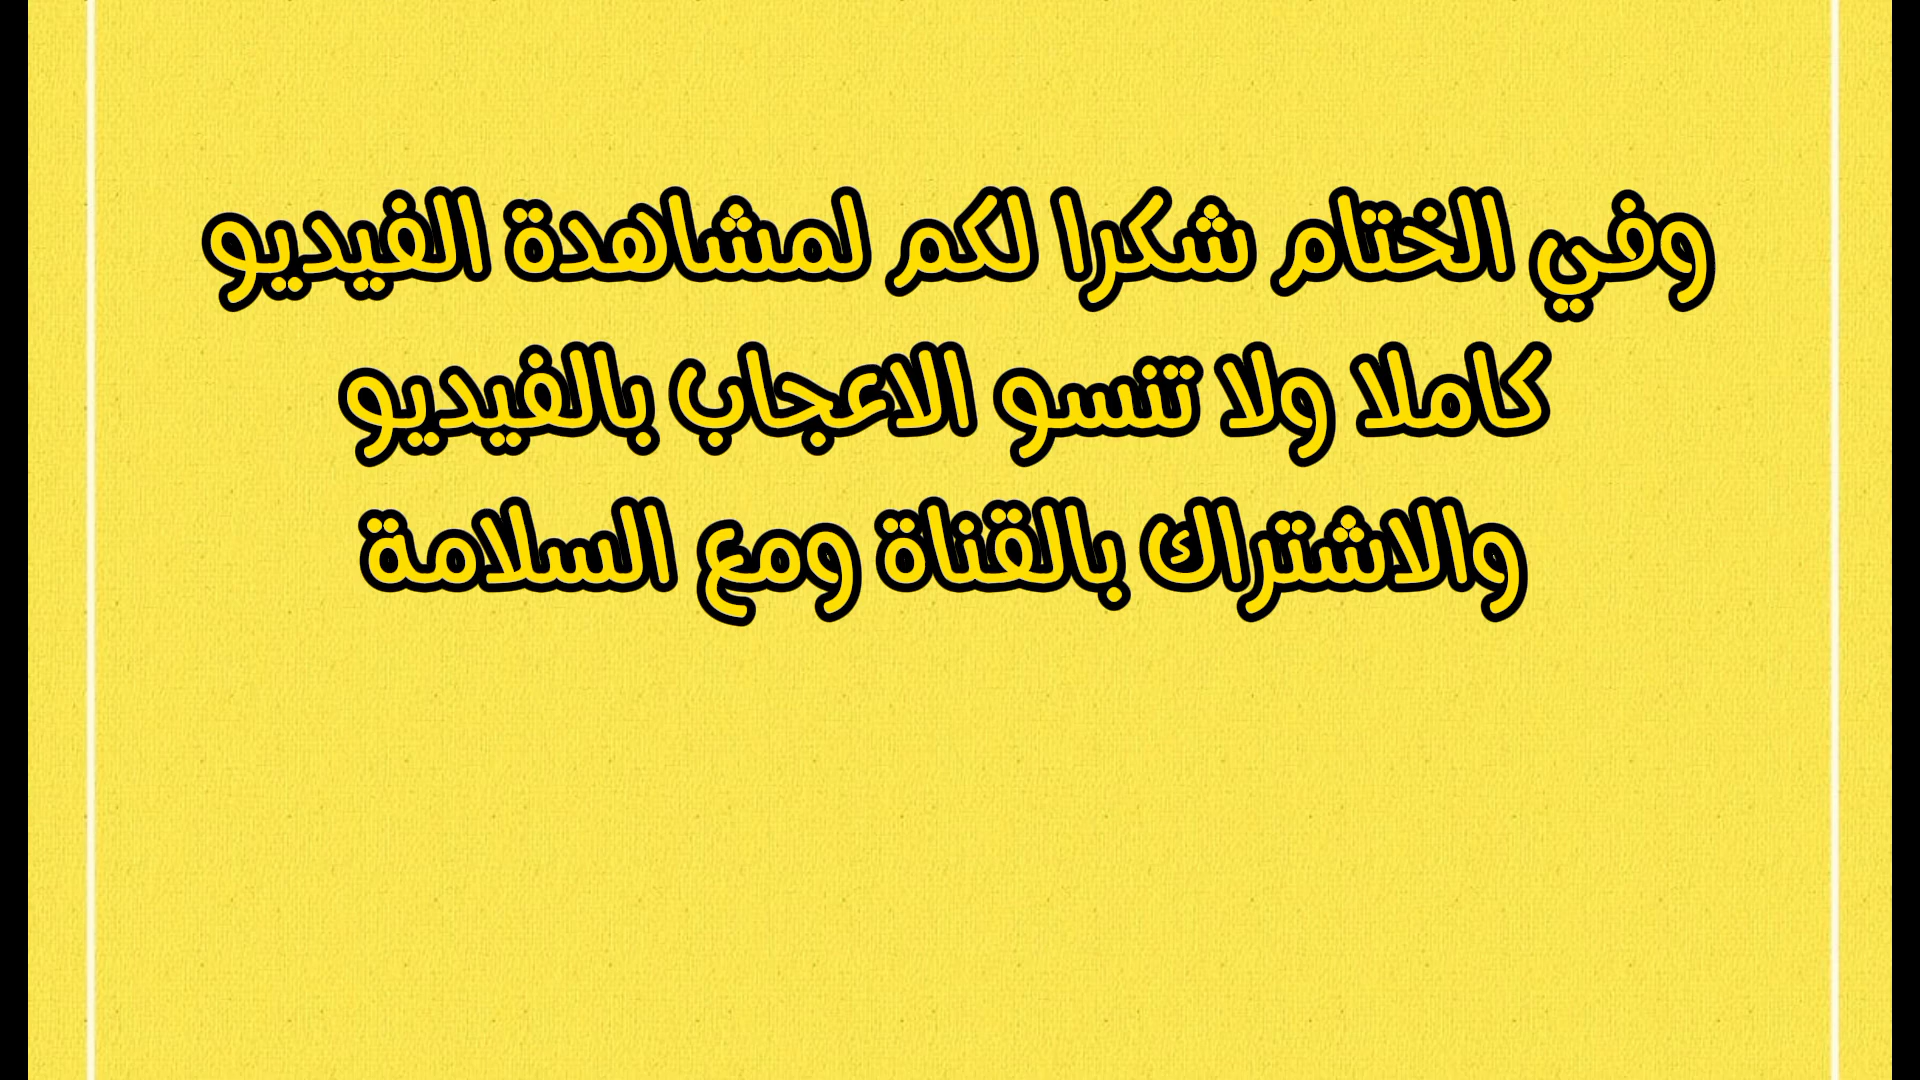 وفي الختام شكرا لكم لمشاهدة الفيديو
كاملا ولا تنسو الاعجاب بالفيديو
والاشتراك بالقناة ومع السلامة